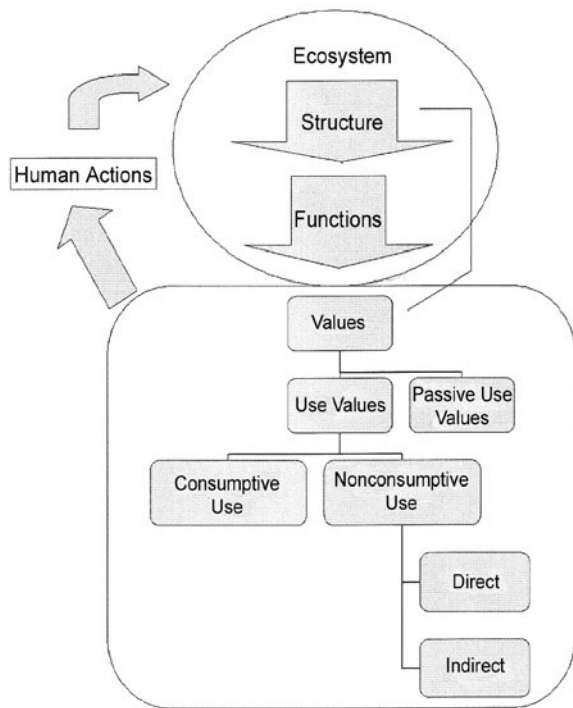 Ecosystem
Structure
Human Actions
Functions
Values
Use Values
Passive Use
Values
Consumptive
Use
Nonconsumptive
Use
Direct
Indirect